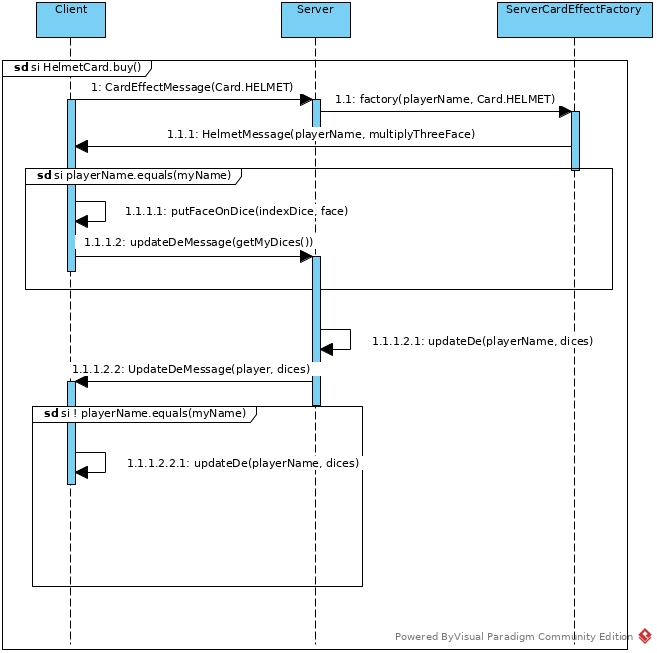 Client
Server
ServerCardEffectFactory
sd si HelmetCard.buy()
1: CardEffectMessage(Card.HELMET)
1.1: factory(playerName, Card.HELMET)
1.1.1: HelmetMessage(playerName, multiplyThreeFace)
sd si playerName.equals(myName)
1.1.1.1: putFaceOnDice(indexDice, face)
1.1.1.2: updateDeMessage(getMyDices())
1.1.1.2.1: updateDe(playerName, dices)
1.1.1.2.2: UpdateDeMessage(player, dices)
sd si ! playerName.equals(myName)
1.1.1.2.2.1: updateDe(playerName, dices)
Powered ByVisual Paradigm Community Edition